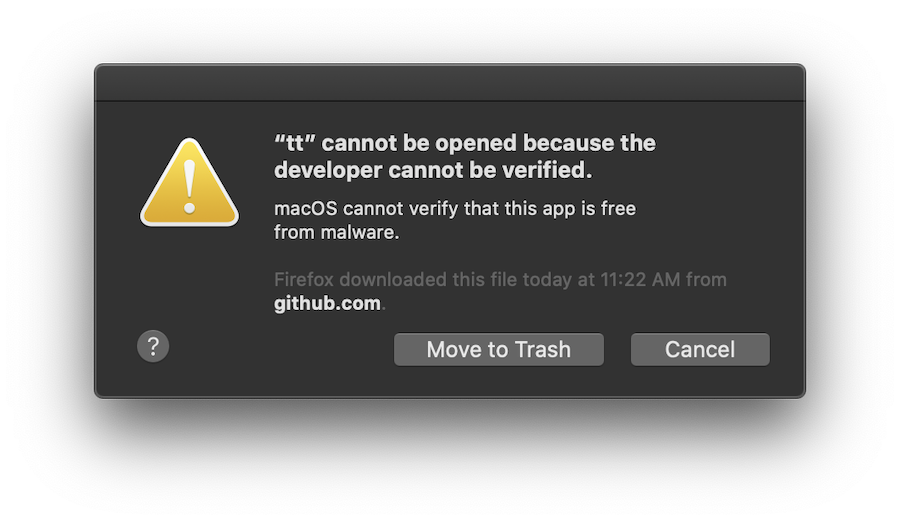 “tt” cannot be opened because the
developer cannot be verified.
macOS cannot verify that this app is free
from malware.
Firefox downloaded this file today at 11:22 AM from
github.com.
?
Move to Trash
Cancel